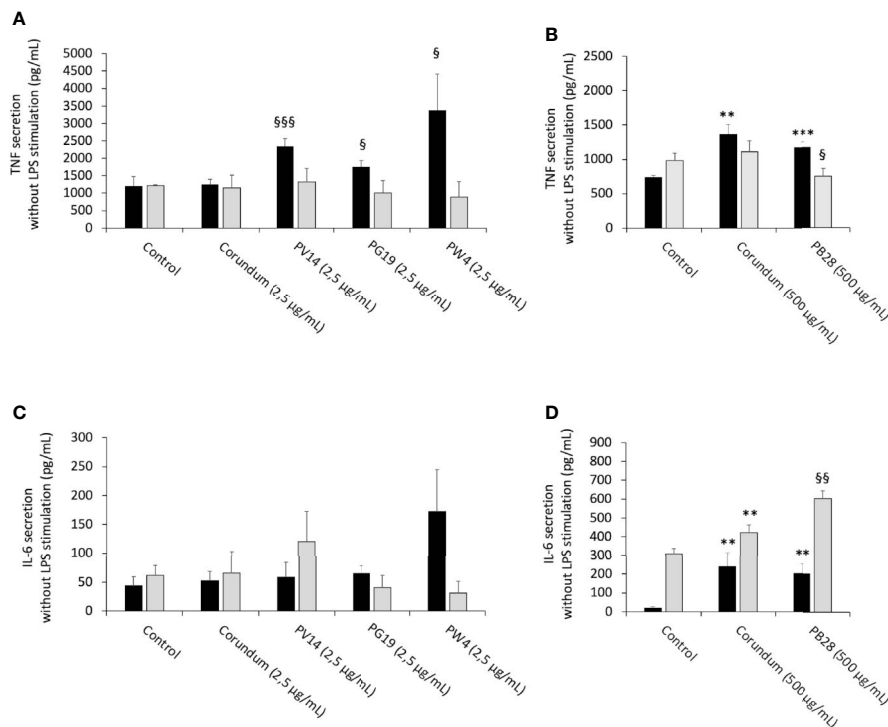 A
TNF secretion
without LPS stimulation (pg/mL)
5000
4500
4000
3500
3000
2500
2000
1500
1000
500
0
§§§
§
§
Control
Corundum (2,5 µg/mL)
PV14 (2,5 µg/mL)
PG19 (2,5 µg/mL)
PW4 (2,5 µg/mL)
B
TNF secretion
without LPS stimulation (pg/mL)
2500
2000
1500
1000
500
0
**
***
§
Control
Corundum (500 µg/mL)
PB28 (500 µg/mL)
C
IL-6 secretion
without LPS stimulation (pg/mL)
300
250
200
150
100
50
0
Control
Corundum (2,5 µg/mL)
PV14 (2,5 µg/mL)
PG19 (2,5 µg/mL)
PW4 (2,5 µg/mL)
D
IL-6 secretion
without LPS stimulation (pg/mL)
900
800
700
600
500
400
300
200
100
0
**
**
**
§§
Control
Corundum (500 µg/mL)
PB28 (500 µg/mL)